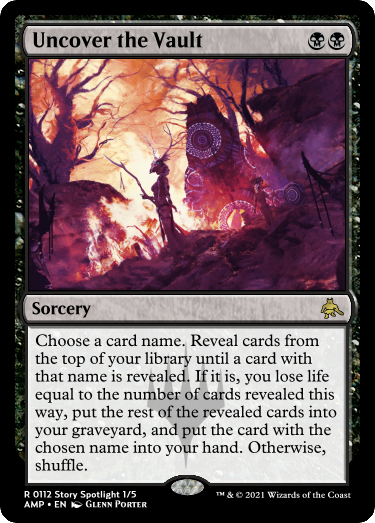 Uncover the Vault
Sorcery
Choose a card name. Reveal cards from
the top of your library until a card with
that name is revealed. If it is, you lose life
equal to the number of cards revealed this
way, put the rest of the revealed cards into
your graveyard, and put the card with the
chosen name into your hand. Otherwise,
shuffle.
R 0112 Story Spotlight 1/5
AMP • EN Glenn Porter
™ & © 2021 Wizards of the Coast